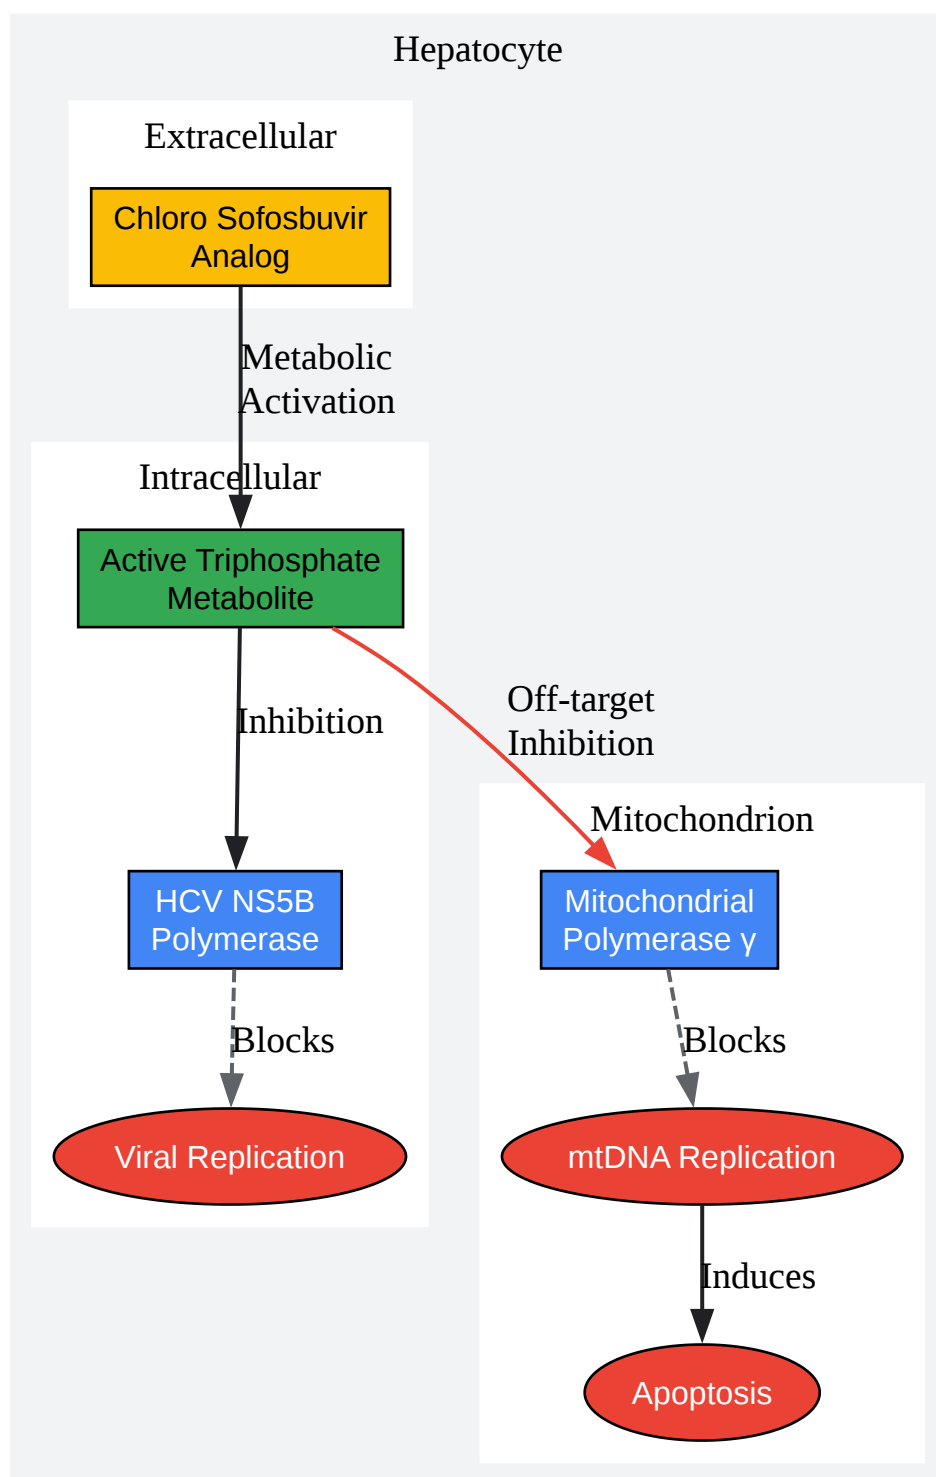 Hepatocyte
Extracellular
Chloro Sofosbuvir
Analog
Metabolic
Activation
Intracellular
Active Triphosphate
Metabolite
Off-target
Inhibition
Inhibition
Mitochondrion
HCV NS5B
Polymerase
Mitochondrial
Polymerase γ
Blocks
Blocks
Viral Replication
mtDNA Replication
Induces
Apoptosis